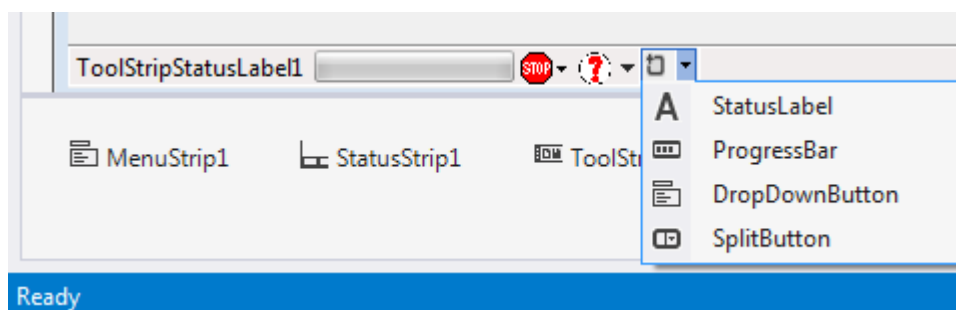 ToolStripStatusLabel1 STOP ?
A StatusLabel
ProgressBar
DropDownButton
SplitButton
MenuStrip1 StatusStrip1 ToolStr
Ready